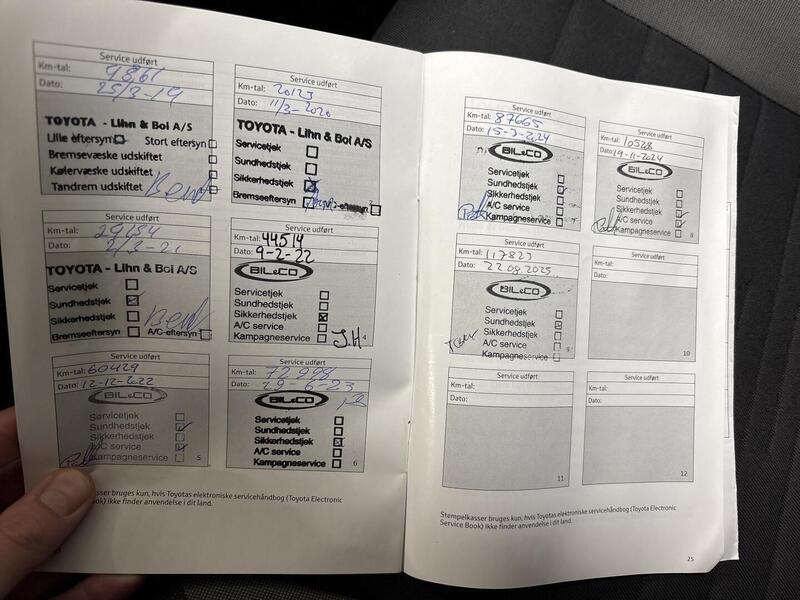 Service udført
Km-tal: 9861
Dato: 25/3-19
TOYOTA - Lihn & Bol A/S
Lille eftersyn
Stort eftersyn
Bremsevæske udskiftet
Kølervæske udskiftet
Tandrem udskiftet
Service udført
Km-tal: 20123
Dato: 11/3-2020
TOYOTA - Lihn & Bol A/S
Servicetjek
Sundhedstjek
Sikkerhedstjek
Bremseeftersyn
Service udført
Km-tal: 29154
Dato: 2/3-21
TOYOTA - Lihn & Bol A/S
Servicetjek
Sundhedstjek
Sikkerhedstjek
Bremseeftersyn
A/C-eftersyn
Service udført
Km-tal: 44514
Dato: 9-2-22
BIL&CO
Servicetjek
Sundhedstjek
Sikkerhedstjek
A/C service
Kampagneservice
J.H
4
Service udført
Km-tal: 60429
Dato: 12-12-2022
BIL&CO
Servicetjek
Sundhedstjek
Sikkerhedstjek
A/C service
Kampagneservice
5
Service udført
Km-tal: 72998
Dato: 29-6-23
BIL&CO
Servicetjek
Sundhedstjek
Sikkerhedstjek
A/C service
Kampagneservice
6
kasser bruges kun, hvis Toyotas elektroniske servicehåndbog (Toyota Electronic
Book) ikke finder anvendelse i dit land.
Service udført
Km-tal: 87665
Dato: 15-3-2024
BIL&CO
Servicetjek
Sundhedstjek
Sikkerhedstjek
A/C service
Kampagneservice
Service udført
Km-tal:
Dato: 19-11-2024
BIL&CO
Servicetjek
Sundhedstjek
Sikkerhedstjek
A/C service
Kampagneservice
8
Service udført
Km-tal: 117823
Dato: 22.08.2025
BIL&CO
Servicetjek
Sundhedstjek
Sikkerhedstjek
A/C service
Kampagneservice
9
Service udført
Km-tal:
Dato:
10
Service udført
Km-tal:
Dato:
11
Service udført
Km-tal:
Dato:
12
Stempelkasser bruges kun, hvis Toyotas elektroniske servicehåndbog (Toyota Electronic
Service Book) ikke finder anvendelse i dit land.
25